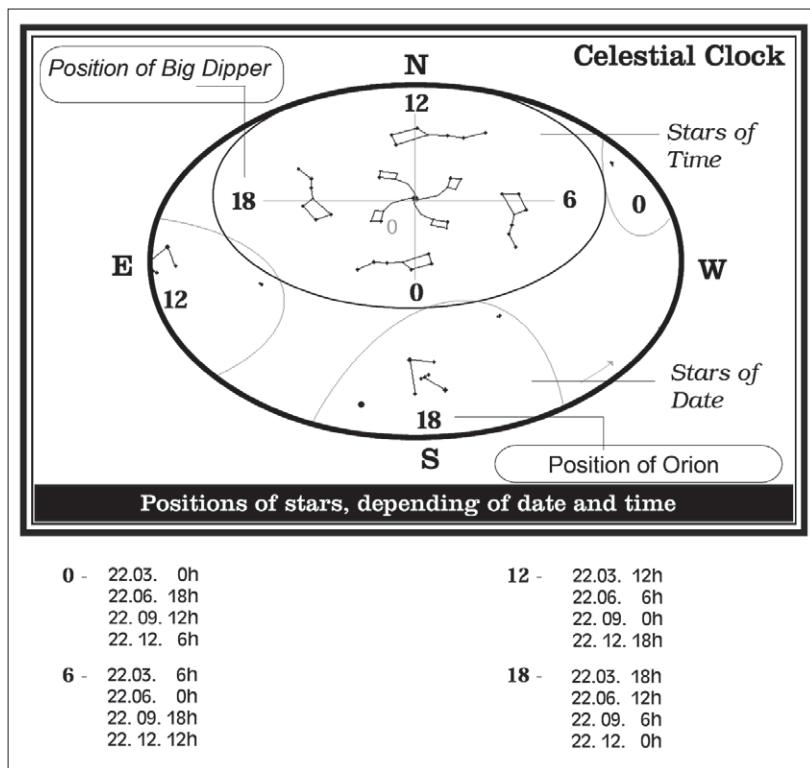 Position of Big Dipper
Celestial Clock
N
12
Stars of
Time
18
6
0
0
E
W
12
0
Stars of
Date
18
S
Position of Orion
Positions of stars, depending of date and time
0 - 22.03. 0h
22.06. 18h
22. 09. 12h
22. 12. 6h
6 - 22.03. 6h
22.06. 0h
22. 09. 18h
22. 12. 12h
12 - 22.03. 12h
22.06. 6h
22. 09. 0h
22. 12. 18h
18 - 22.03. 18h
22.06. 12h
22. 09. 6h
22. 12. 0h